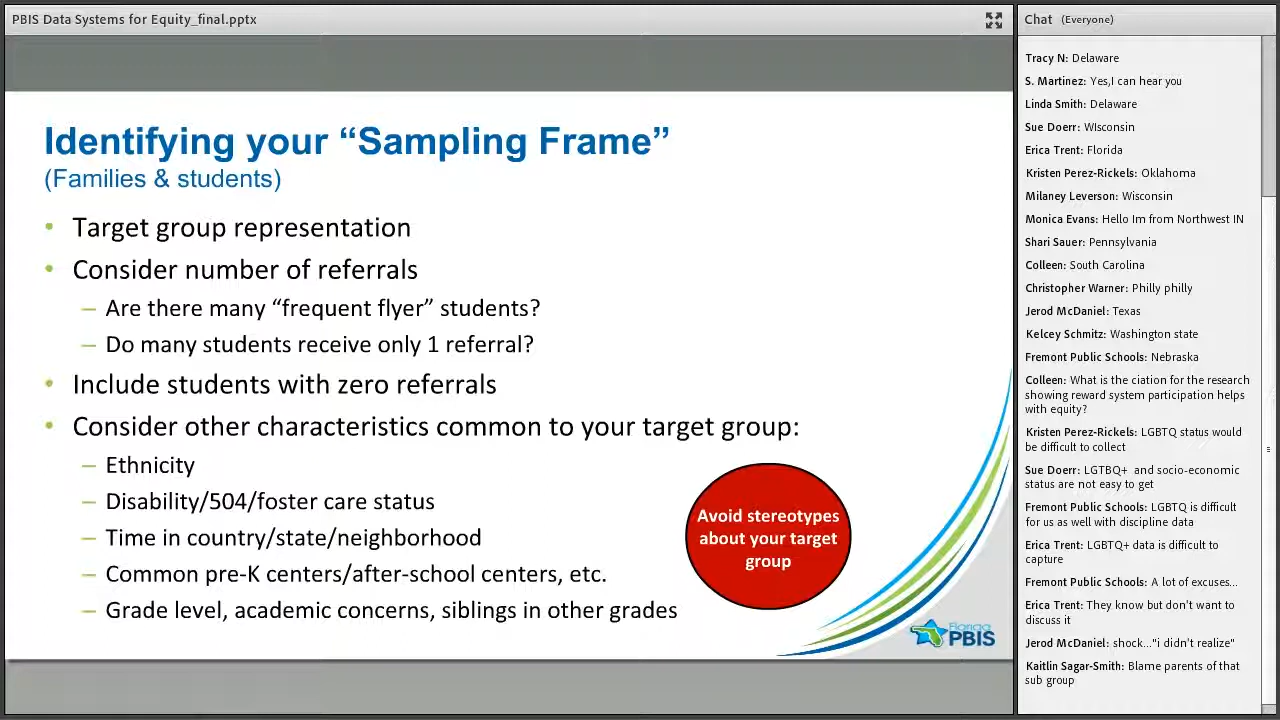 PBIS Data Systems for Equity_final.pptx
Identifying your “Sampling Frame”
(Families & students)
• Target group representation
• Consider number of referrals
– Are there many “frequent flyer” students?
– Do many students receive only 1 referral?
• Include students with zero referrals
• Consider other characteristics common to your target group:
– Ethnicity
– Disability/504/foster care status
– Time in country/state/neighborhood
– Common pre-K centers/after-school centers, etc.
– Grade level, academic concerns, siblings in other grades
Avoid stereotypes
about your target
group
Florida
PBIS
Chat (Everyone)
Tracy N: Delaware
S. Martinez: Yes,I can hear you
Linda Smith: Delaware
Sue Doerr: WIsconsin
Erica Trent: Florida
Kristen Perez-Rickels: Oklahoma
Milaney Leverson: Wisconsin
Monica Evans: Hello Im from Northwest IN
Shari Sauer: Pennsylvania
Colleen: South Carolina
Christopher Warner: Philly philly
Jerod McDaniel: Texas
Kelcey Schmitz: Washington state
Fremont Public Schools: Nebraska
Colleen: What is the ciation for the research
showing reward system participation helps
with equity?
Kristen Perez-Rickels: LGBTQ status would
be difficult to collect
Sue Doerr: LGTBQ+ and socio-economic
status are not easy to get
Fremont Public Schools: LGBTQ is difficult
for us as well with discipline data
Erica Trent: LGBTQ+ data is difficult to
capture
Fremont Public Schools: A lot of excuses...
Erica Trent: They know but don't want to
discuss it
Jerod McDaniel: shock..."i didn't realize"
Kaitlin Sagar-Smith: Blame parents of that
sub group